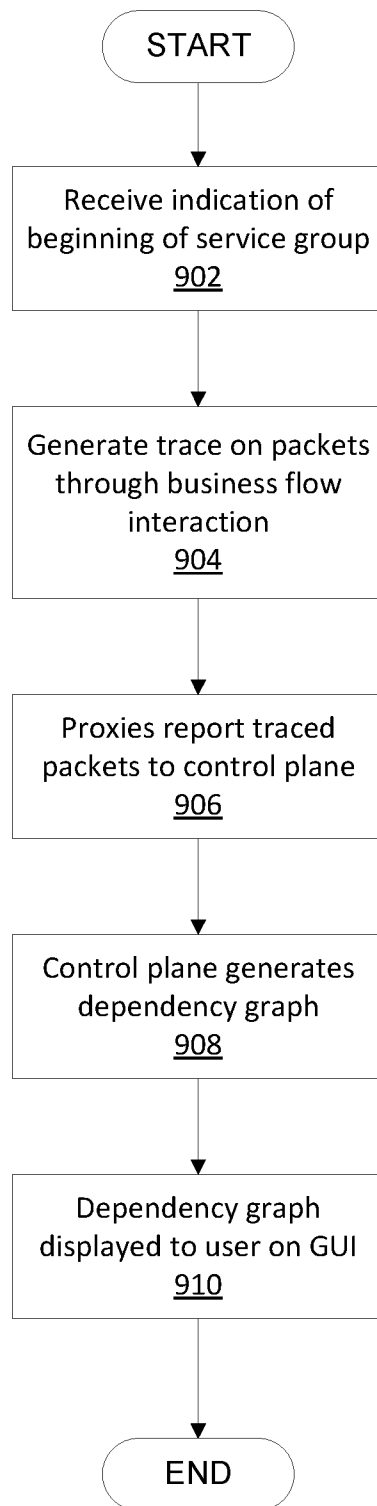 START
Receive indication of
beginning of service group
902
Generate trace on packets
through business flow
interaction
904
Proxies report traced
packets to control plane
906
Control plane generates
dependency graph
908
Dependency graph
displayed to user on GUI
910
END